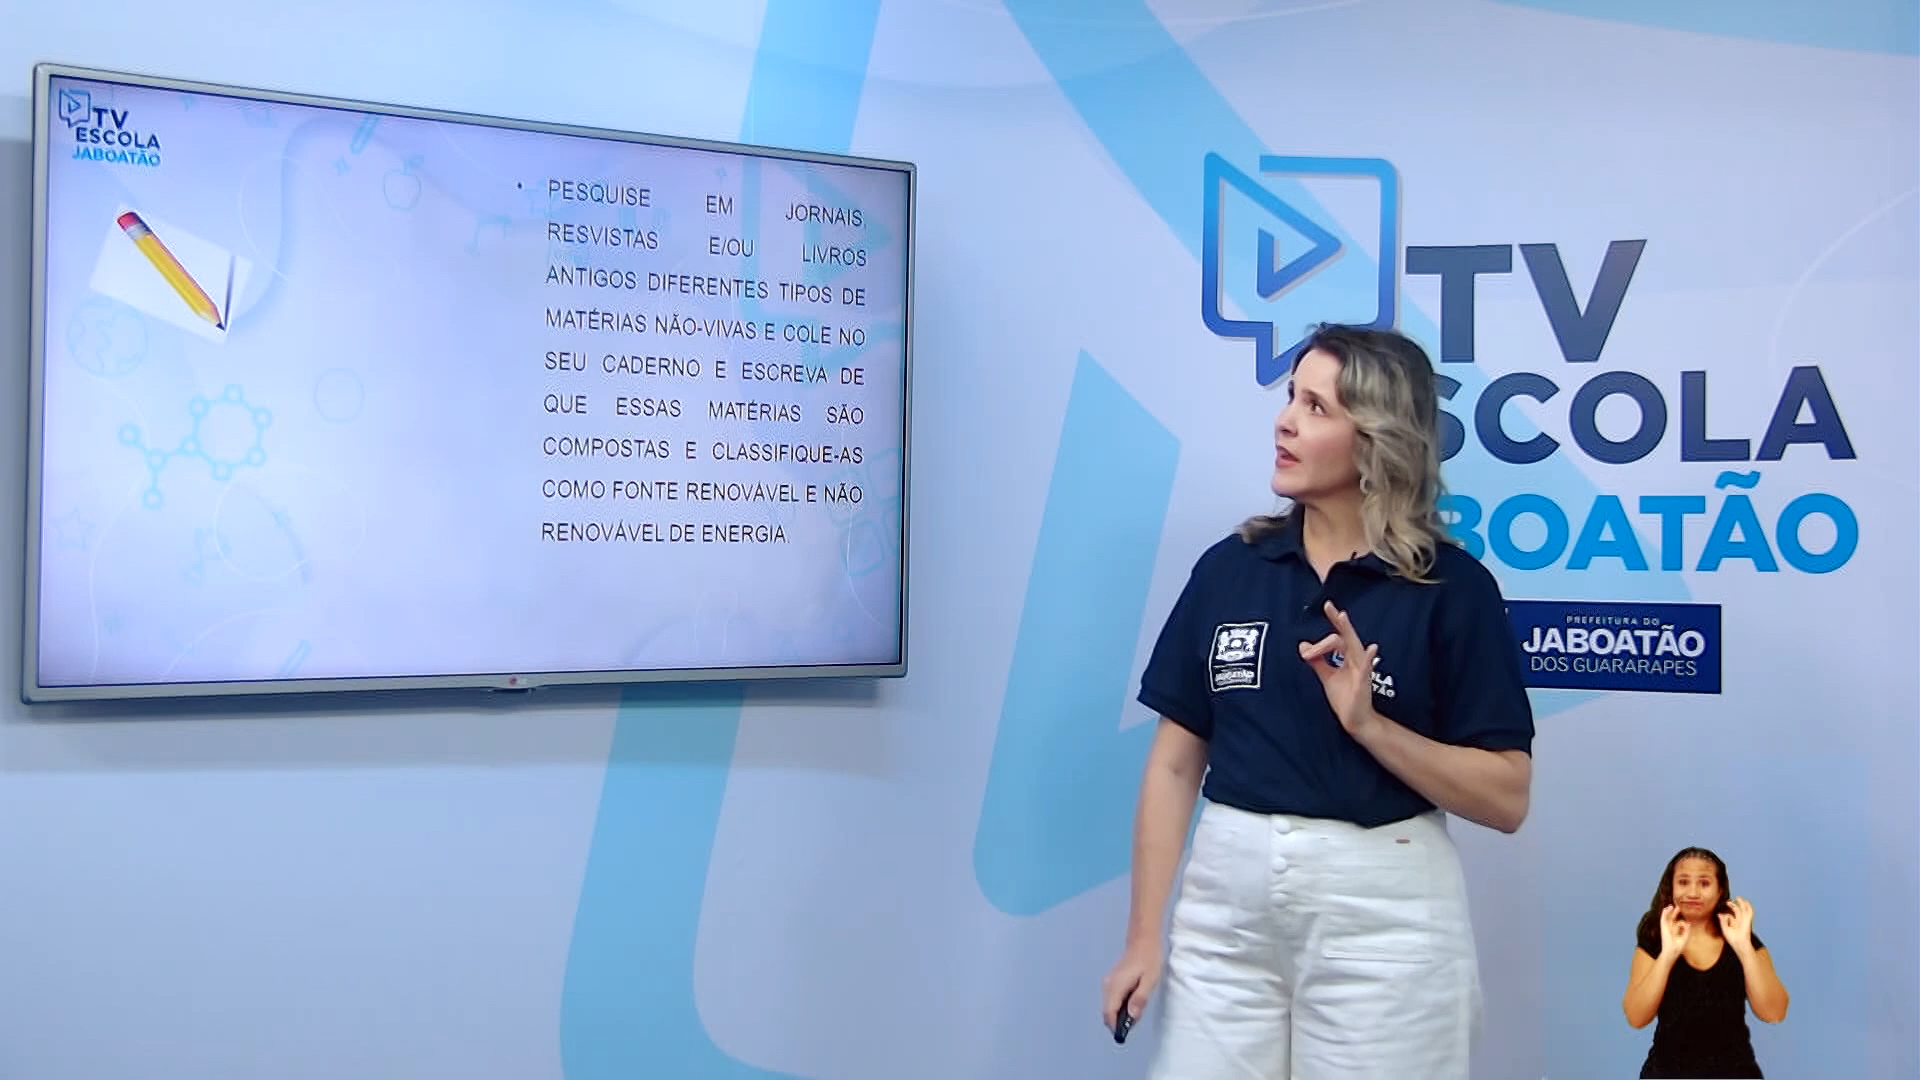 TV
ESCOLA
JABOATÃO
• PESQUISE EM JORNAIS,
RESVISTAS E/OU LIVROS
ANTIGOS DIFERENTES TIPOS DE
MATÉRIAS NÃO-VIVAS E COLE NO
SEU CADERNO E ESCREVA DE
QUE ESSAS MATÉRIAS SÃO
COMPOSTAS E CLASSIFIQUE-AS
COMO FONTE RENOVÁVEL E NÃO
RENOVÁVEL DE ENERGIA.
LG
TV
SCOLA
BOATÃO
PREFEITURA DO
JABOATÃO
DOS GUARARAPES